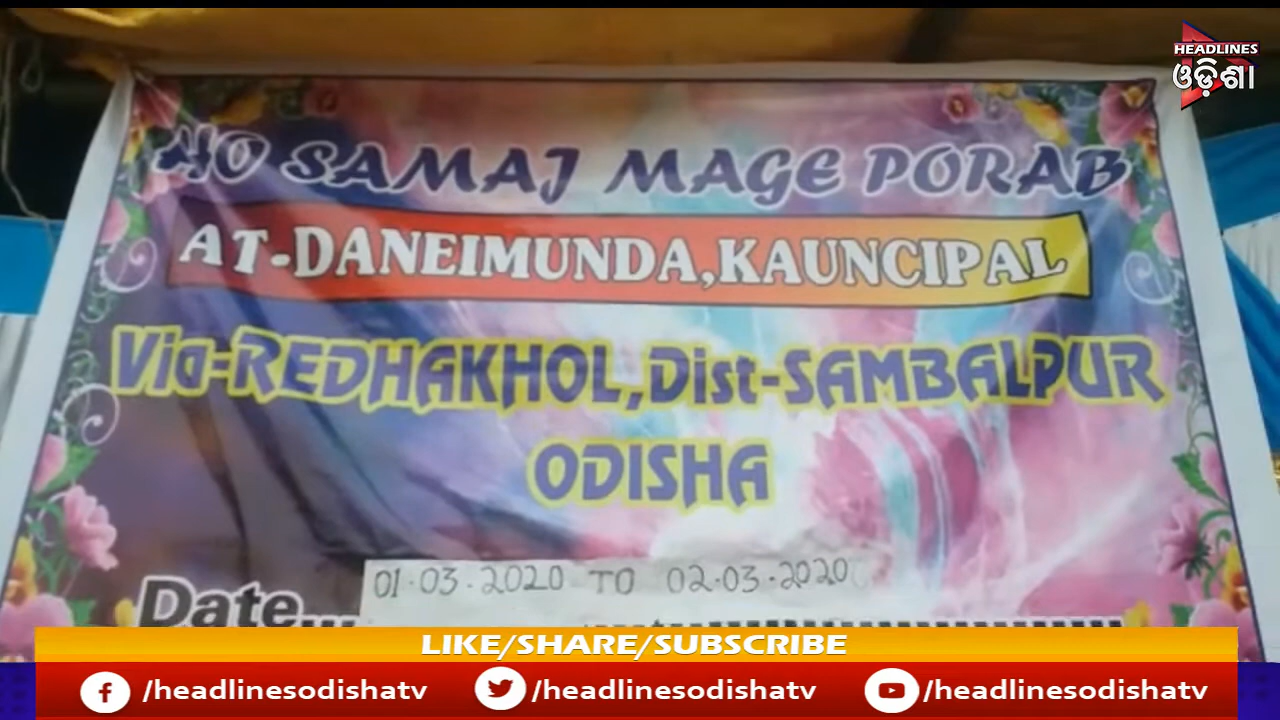 HEADLINES
ଓଡ଼ିଶା
HO SAMAJ MAGE PORAB
AT-DANEIMUNDA,KAUNCIPAL
Via-REDHAKHOL,Dist-SAMBALPUR
ODISHA
Date... 01-03-2020 TO 02-03-2020
LIKE/SHARE/SUBSCRIBE
/headlinesodishatv /headlinesodishatv /headlinesodishatv